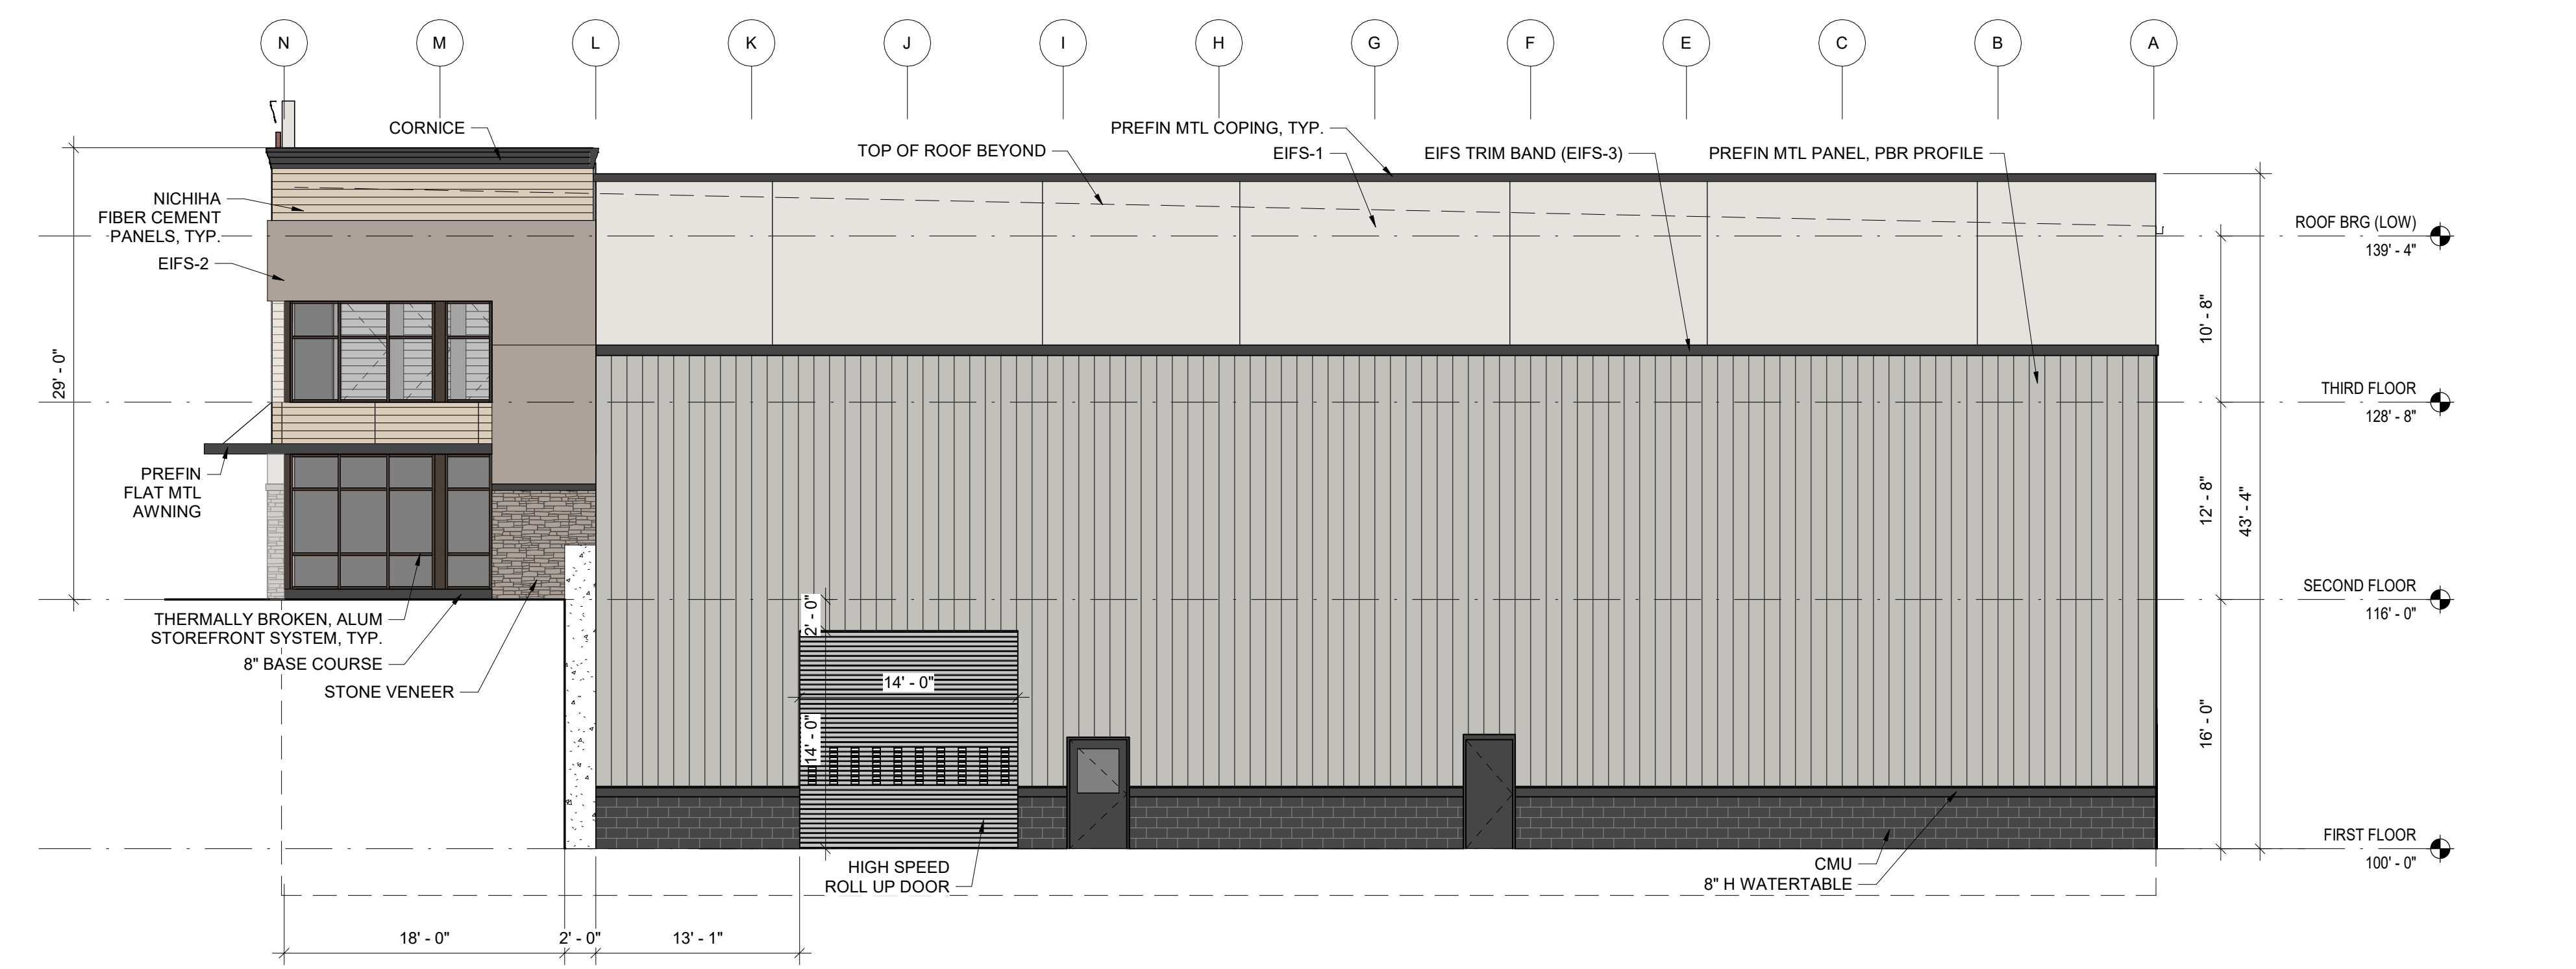 N M L K J I H G F E C B A
CORNICE
PREFIN MTL COPING, TYP.
TOP OF ROOF BEYOND
EIFS-1
EIFS TRIM BAND (EIFS-3)
PREFIN MTL PANEL, PBR PROFILE
NICHIHA
FIBER CEMENT
PANELS, TYP.
EIFS-2
ROOF BRG (LOW)
139' - 4"
10' - 8"
29' - 0"
THIRD FLOOR
128' - 8"
PREFIN
FLAT MTL
AWNING
12' - 8"
43' - 4"
SECOND FLOOR
116' - 0"
THERMALLY BROKEN, ALUM
STOREFRONT SYSTEM, TYP.
8" BASE COURSE
STONE VENEER
2' - 0"
14' - 0"
14' - 0"
16' - 0"
FIRST FLOOR
100' - 0"
HIGH SPEED
ROLL UP DOOR
CMU
8" H WATERTABLE
18' - 0"
2' - 0"
13' - 1"